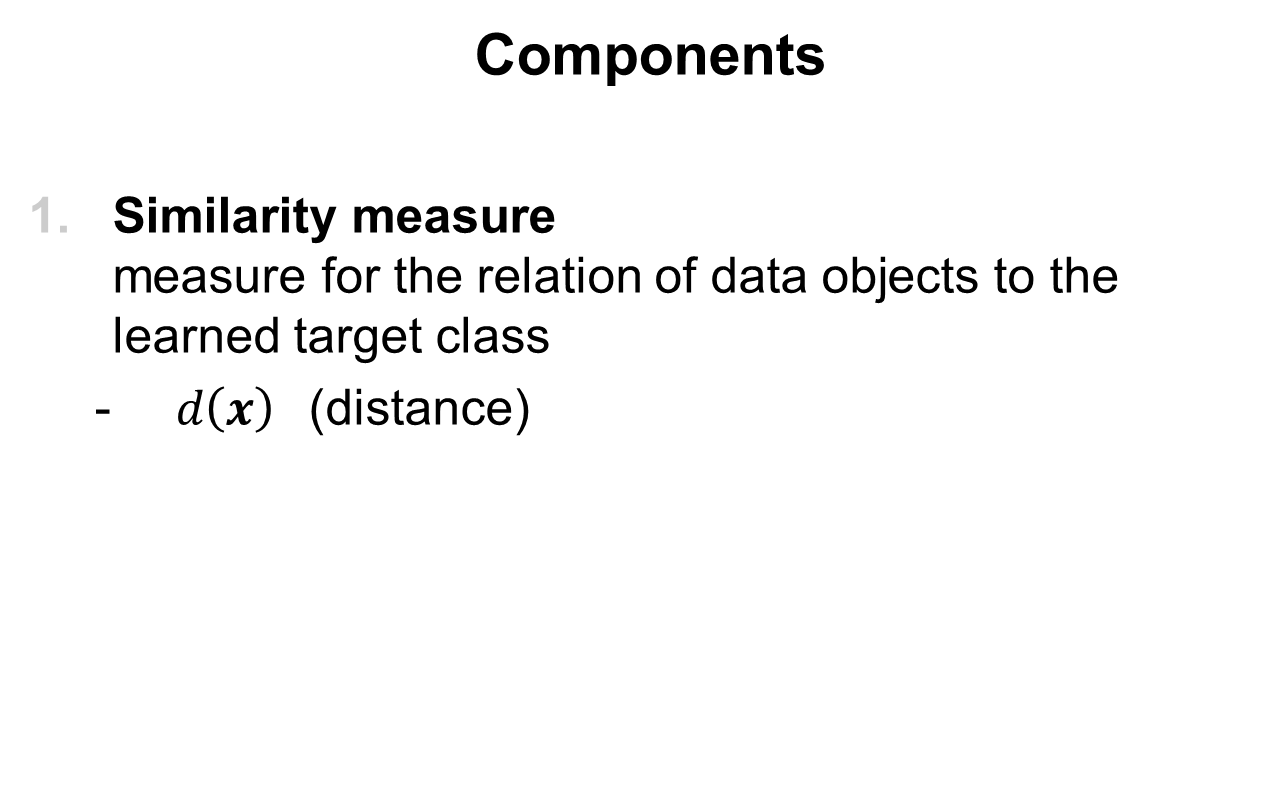 Components
1. Similarity measure
measure for the relation of data objects to the
learned target class
- d(x) (distance)